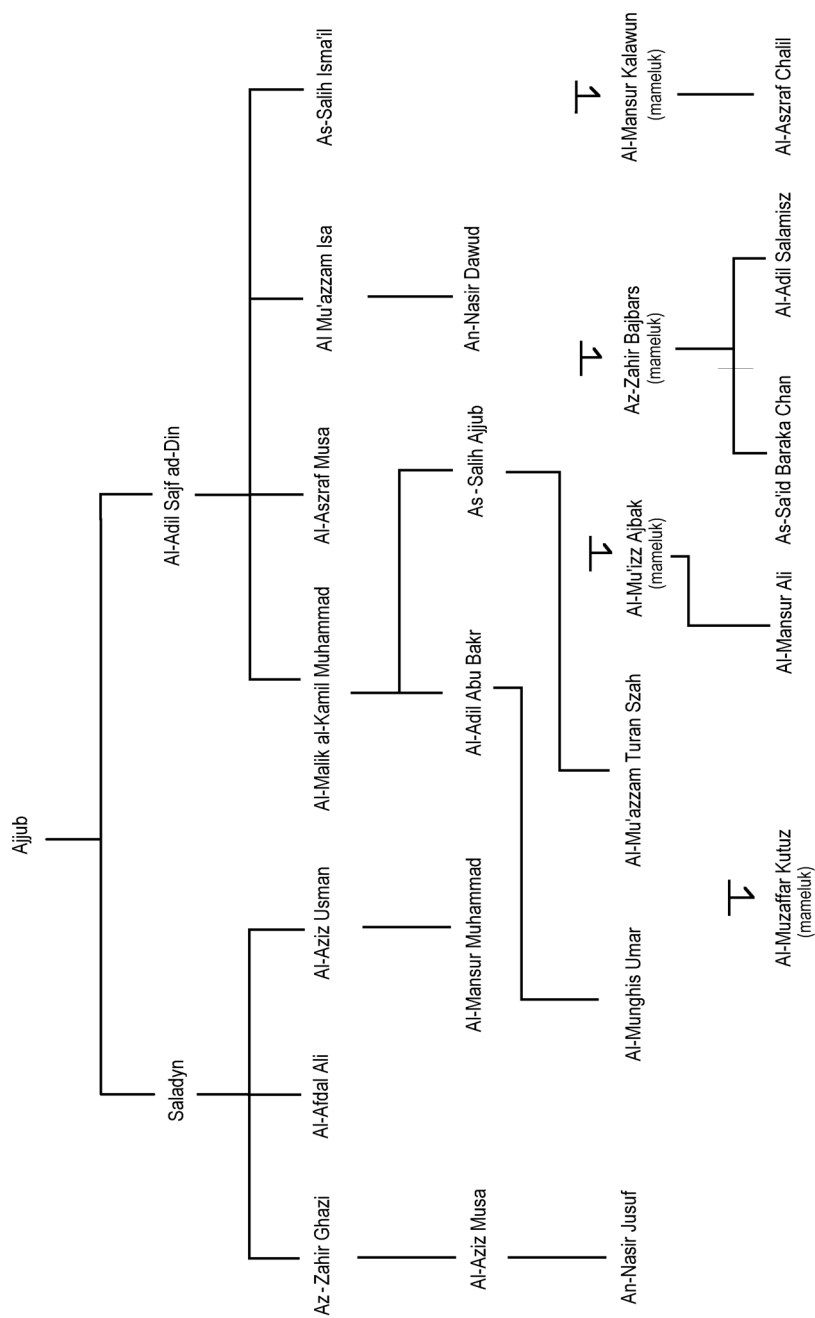 Ajjub
Saladyn
Al-Adil Sajf ad-Din
Az - Zahir Ghazi
Al-Afdal Ali
Al-Aziz Usman
Al-Malik al-Kamil Muhammad
Al-Aszraf Musa
Al Mu'azzam Isa
As-Salih Isma'il
Al-Aziz Musa
Al-Mansur Muhammad
Al-Adil Abu Bakr
As - Salih Ajjub
An-Nasir Dawud
An-Nasir Jusuf
Al-Munghis Umar
Al-Mu'azzam Turan Szah
Al-Mu'izz Ajbak
(mameluk)
Az-Zahir Bajbars
(mameluk)
Al-Mansur Kalawun
(mameluk)
Al-Muzaffar Kutuz
(mameluk)
Al-Mansur Ali
As-Sa'id Baraka Chan
Al-Adil Salamisz
Al-Aszraf Chalil